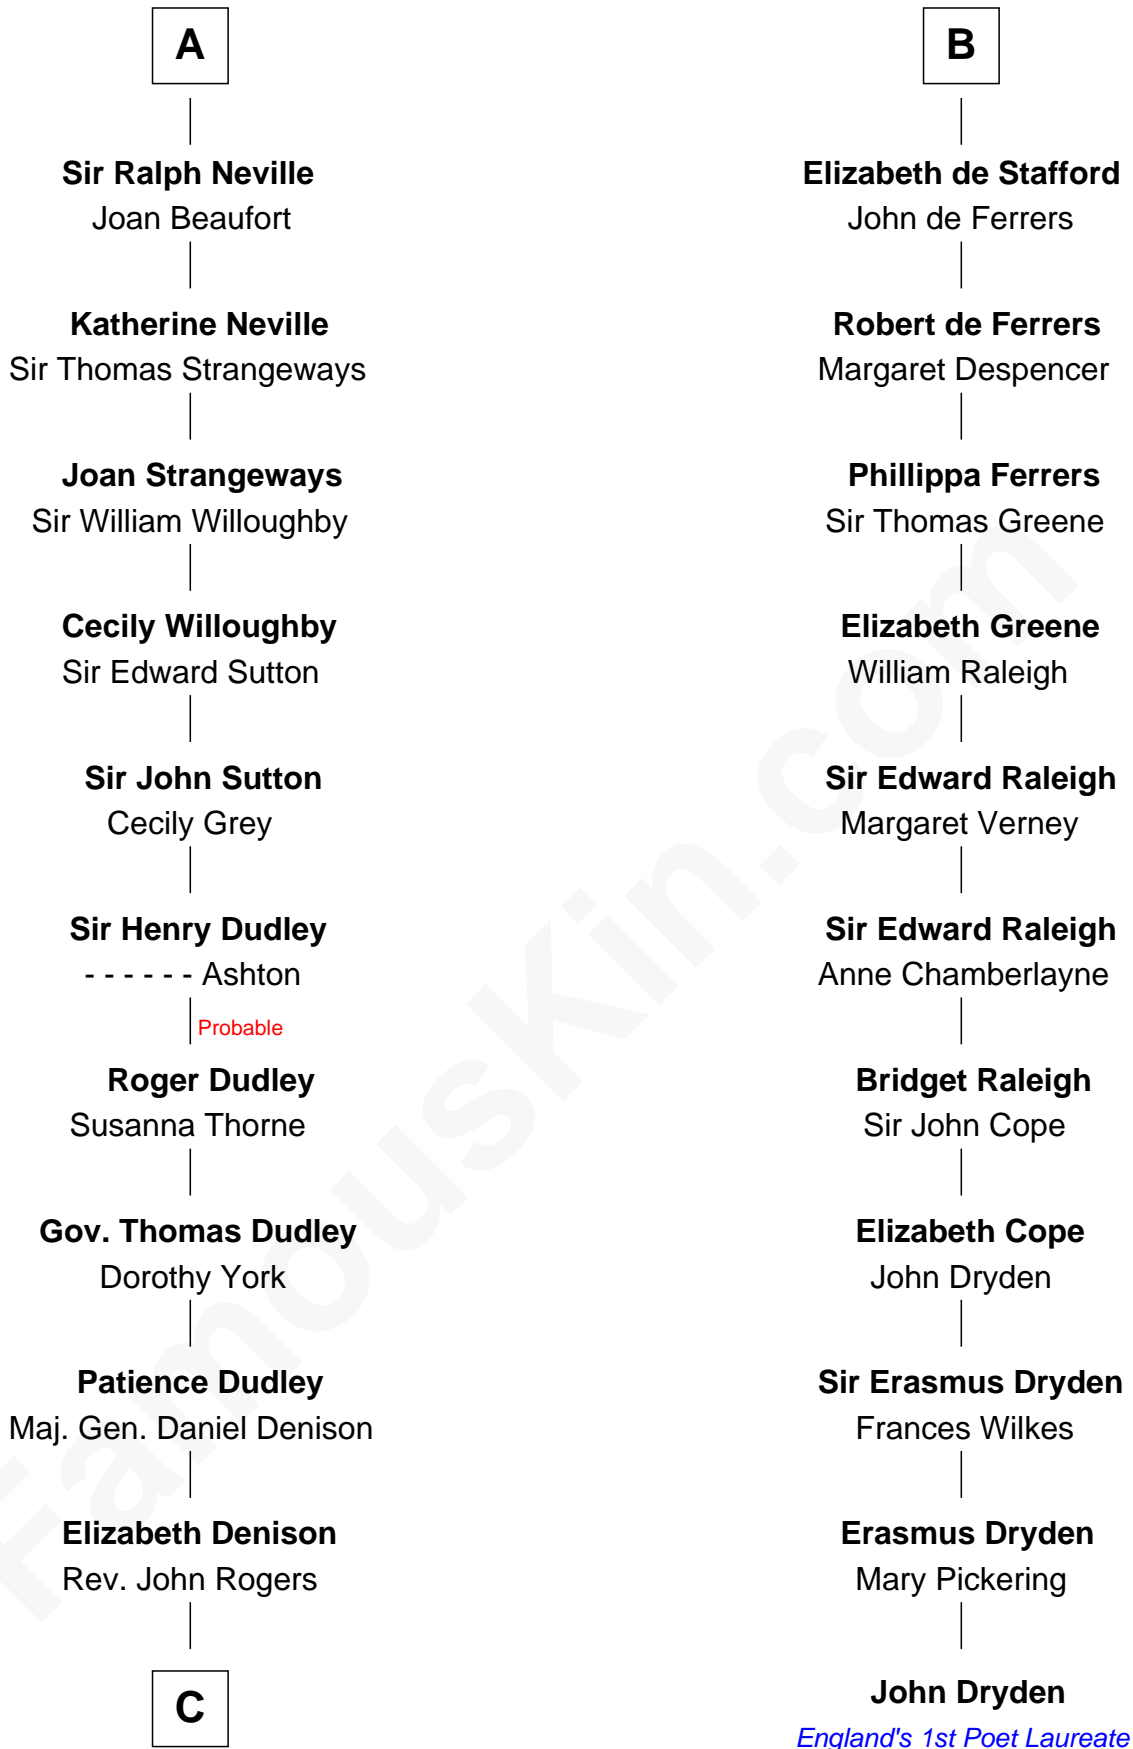 A
Sir Ralph Neville
Joan Beaufort
Katherine Neville
Sir Thomas Strangeways
Joan Strangeways
Sir William Willoughby
Cecily Willoughby
Sir Edward Sutton
Sir John Sutton
Cecily Grey
Sir Henry Dudley
- - - - - - Ashton
Probable
Roger Dudley
Susanna Thorne
Gov. Thomas Dudley
Dorothy York
Patience Dudley
Maj. Gen. Daniel Denison
Elizabeth Denison
Rev. John Rogers
C
B
Elizabeth de Stafford
John de Ferrers
Robert de Ferrers
Margaret Despencer
Phillippa Ferrers
Sir Thomas Greene
Elizabeth Greene
William Raleigh
Sir Edward Raleigh
Margaret Verney
Sir Edward Raleigh
Anne Chamberlayne
Bridget Raleigh
Sir John Cope
Elizabeth Cope
John Dryden
Sir Erasmus Dryden
Frances Wilkes
Erasmus Dryden
Mary Pickering
John Dryden
England's 1st Poet Laureate
FamousKin.com